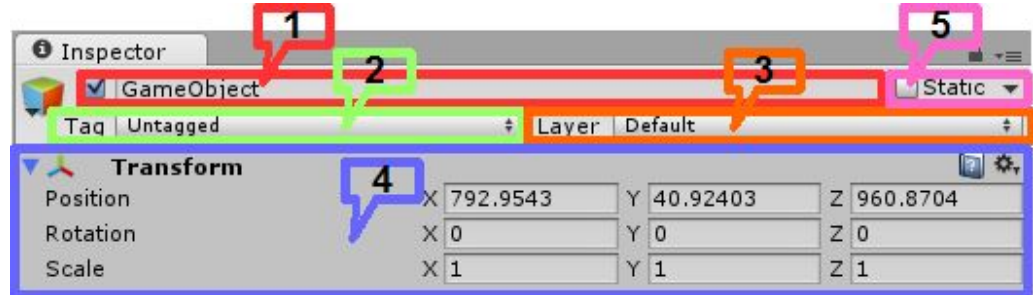 1 5
Inspector
2 3
GameObject Static
Tag Untagged Layer Default
Transform
4
Position X 792.9543 Y 40.92403 Z 960.8704
Rotation X 0 Y 0 Z 0
Scale X 1 Y 1 Z 1